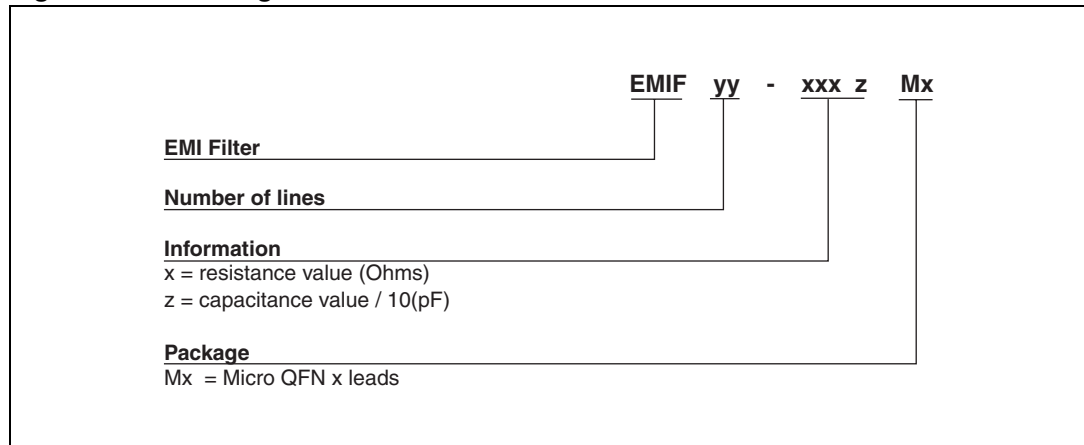 EMIF yy - xxx z Mx
EMI Filter
Number of lines
Information
x = resistance value (Ohms)
z = capacitance value / 10(pF)
Package
Mx = Micro QFN x leads